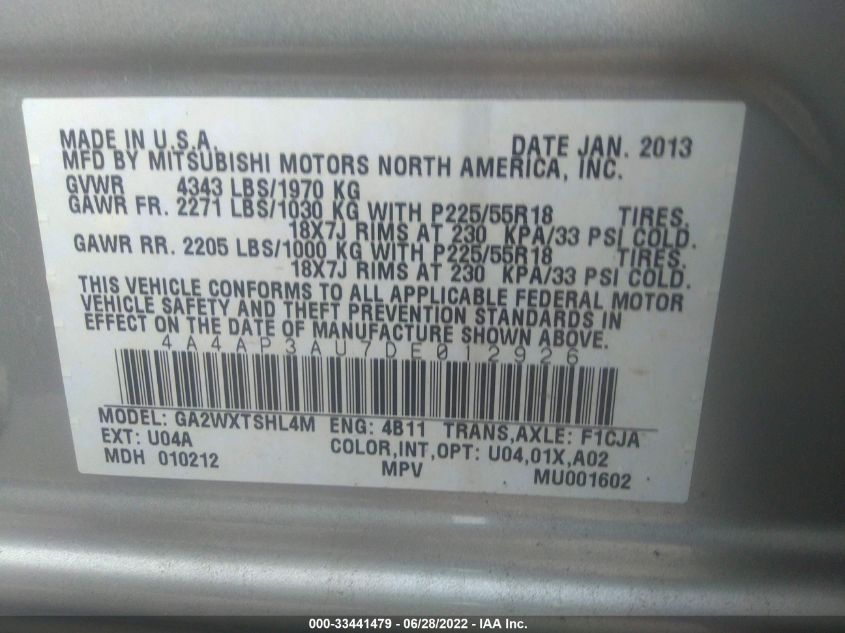 MADE IN U.S.A. DATE JAN. 2013
MFD BY MITSUBISHI MOTORS NORTH AMERICA, INC.
GVWR 4343 LBS/1970 KG
GAWR FR. 2271 LBS/1030 KG WITH P225/55R18 TIRES.
18X7J RIMS AT 230 KPA/33 PSI COLD.
GAWR RR. 2205 LBS/1000 KG WITH P225/55R18 TIRES.
18X7J RIMS AT 230 KPA/33 PSI COLD.
THIS VEHICLE CONFORMS TO ALL APPLICABLE FEDERAL MOTOR
VEHICLE SAFETY AND THEFT PREVENTION STANDARDS IN
EFFECT ON THE DATE OF MANUFACTURE SHOWN ABOVE.
4A4AP3AU7DE012926
MODEL: GA2WXTSHL4M ENG: 4B11 TRANS,AXLE: F1CJA
EXT: U04A COLOR,INT,OPT: U04,01X,A02
MDH 010212 MPV MU001602
000-33441479 - 06/28/2022 - IAA Inc.